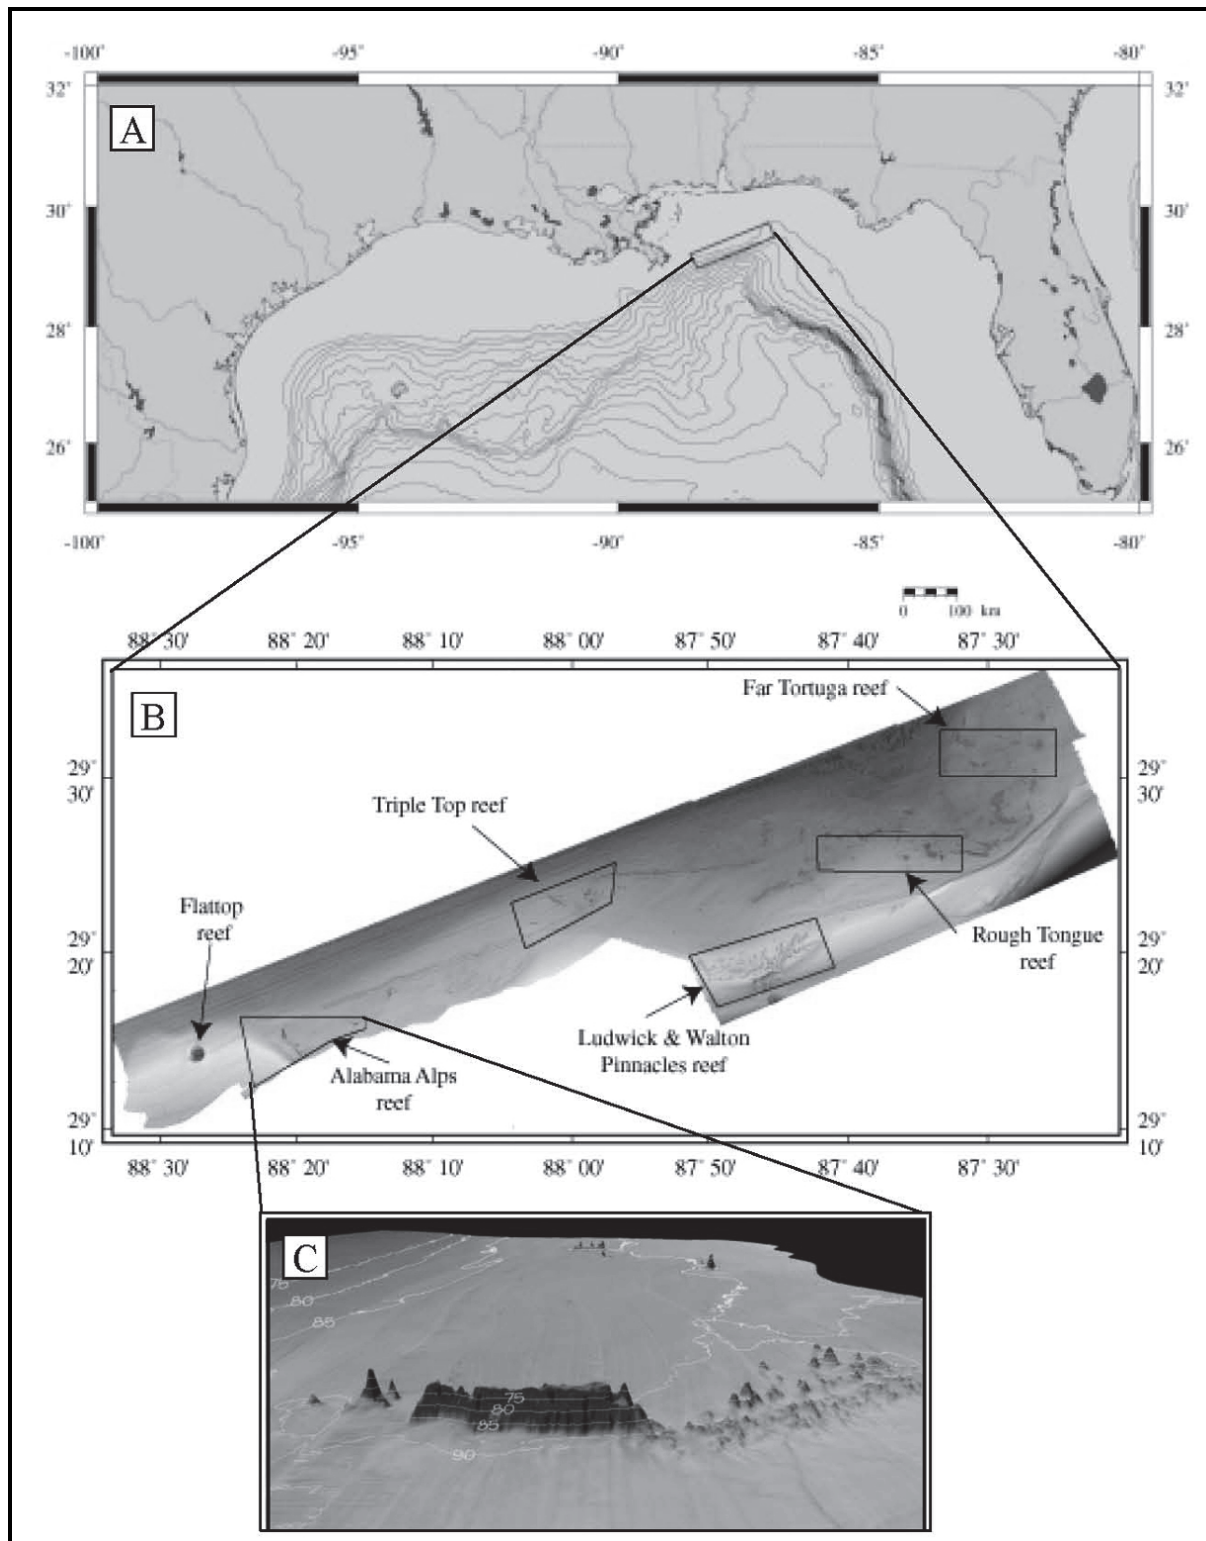 -100° -95° -90° -85° -80°
32° 32°
A
30° 30°
28° 28°
26° 26°
-100° -95° -90° -85° -80°
0 100 km
88° 30' 88° 20' 88° 10' 88° 00' 87° 50' 87° 40' 87° 30'
B
Far Tortuga reef
29° 30' 29° 30'
Triple Top reef
Flattop
reef
Rough Tongue
reef
29° 20' 29° 20'
Ludwick & Walton
Pinnacles reef
Alabama Alps
reef
29° 10' 29° 10'
88° 30' 88° 20' 88° 10' 88° 00' 87° 50' 87° 40' 87° 30'
C
75
80
85
75
80
85
90